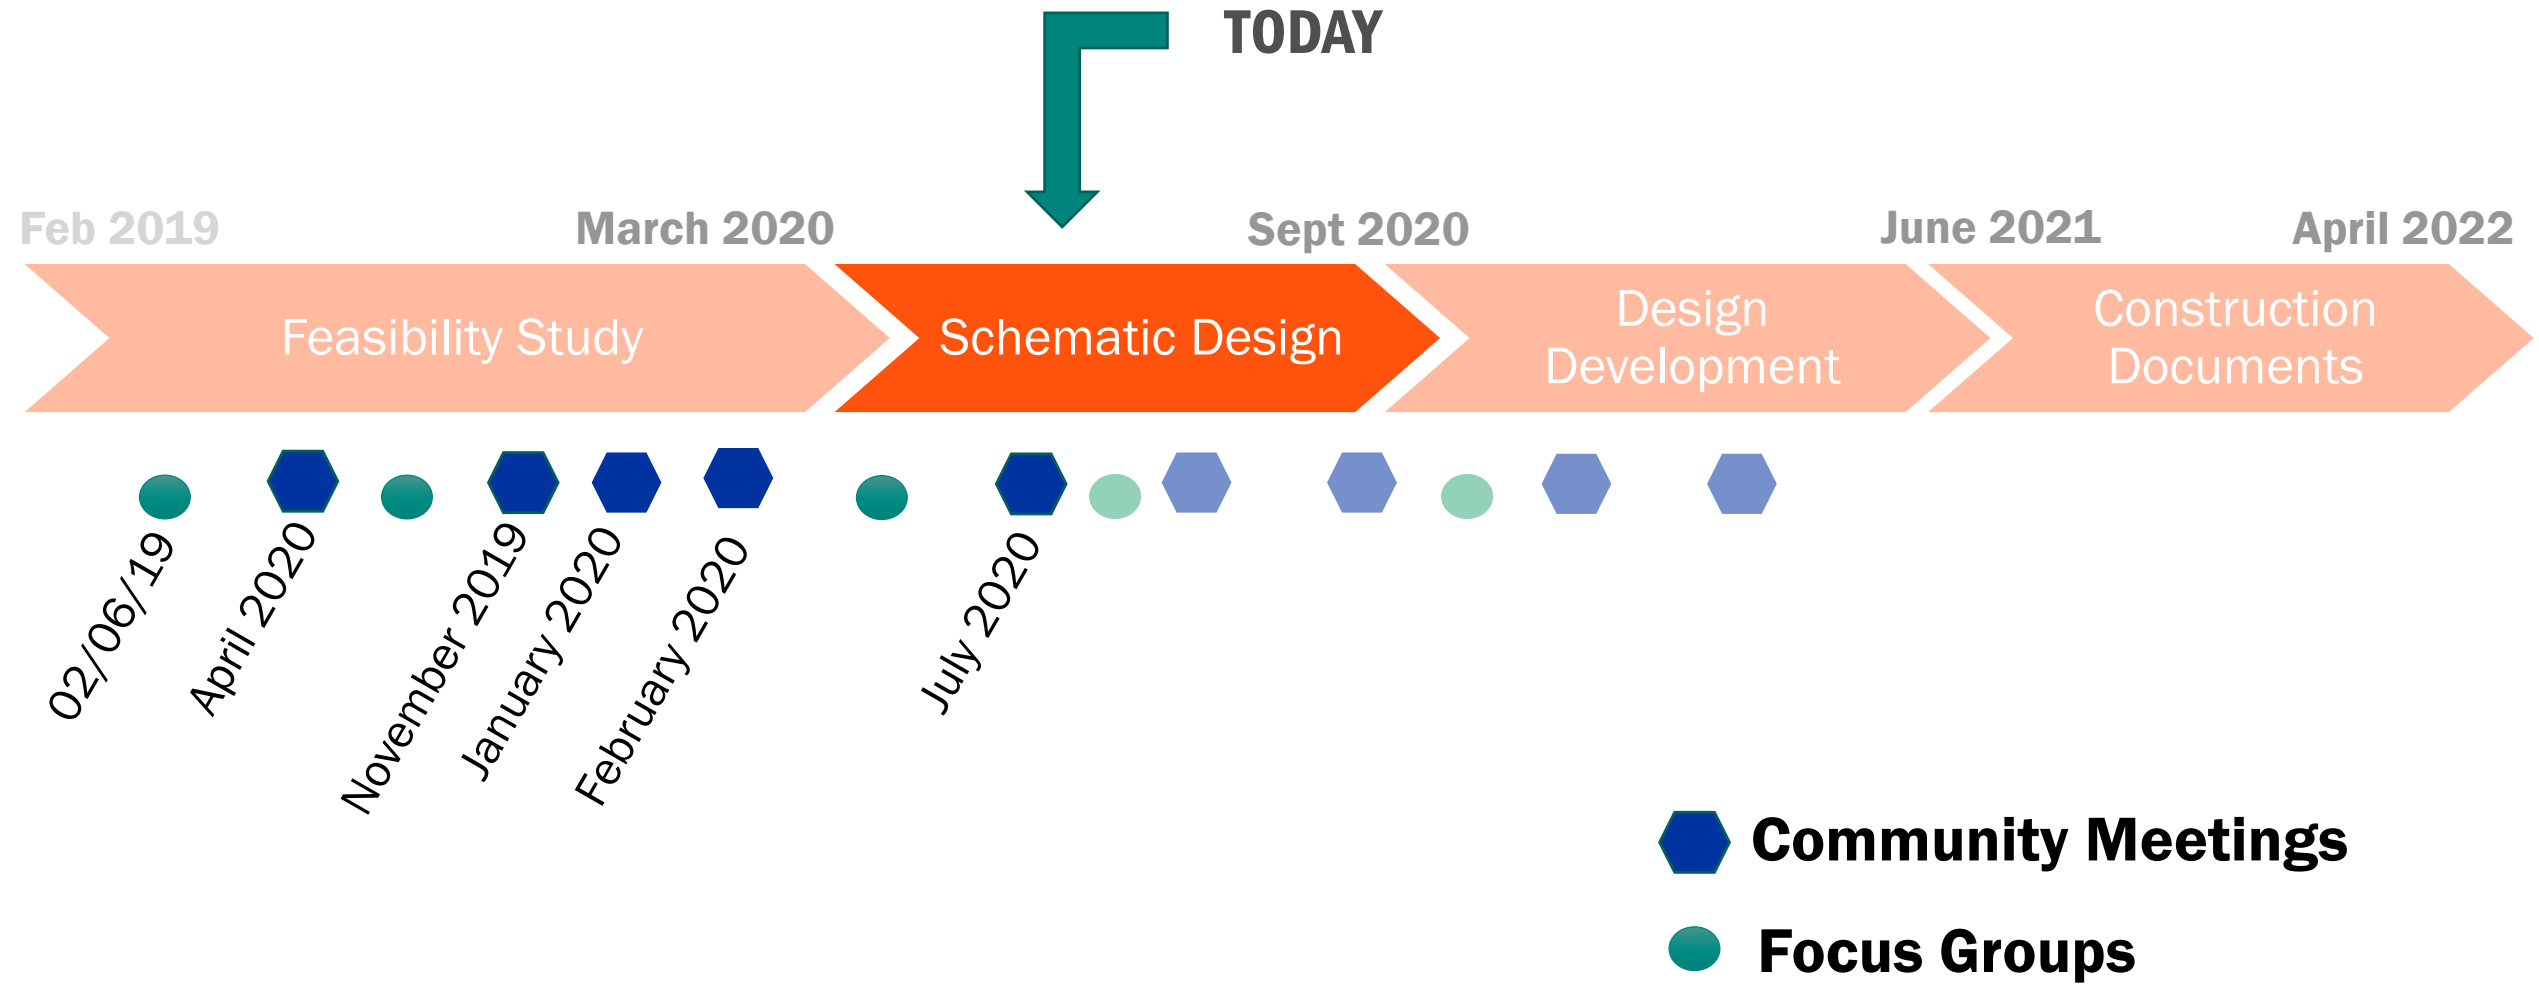 TODAY
Feb 2019
March 2020
Sept 2020
June 2021
April 2022
Feasibility Study
Schematic Design
Design
Development
Construction
Documents
02/06/19
April 2020
November 2019
January 2020
February 2020
July 2020
Community Meetings
Focus Groups